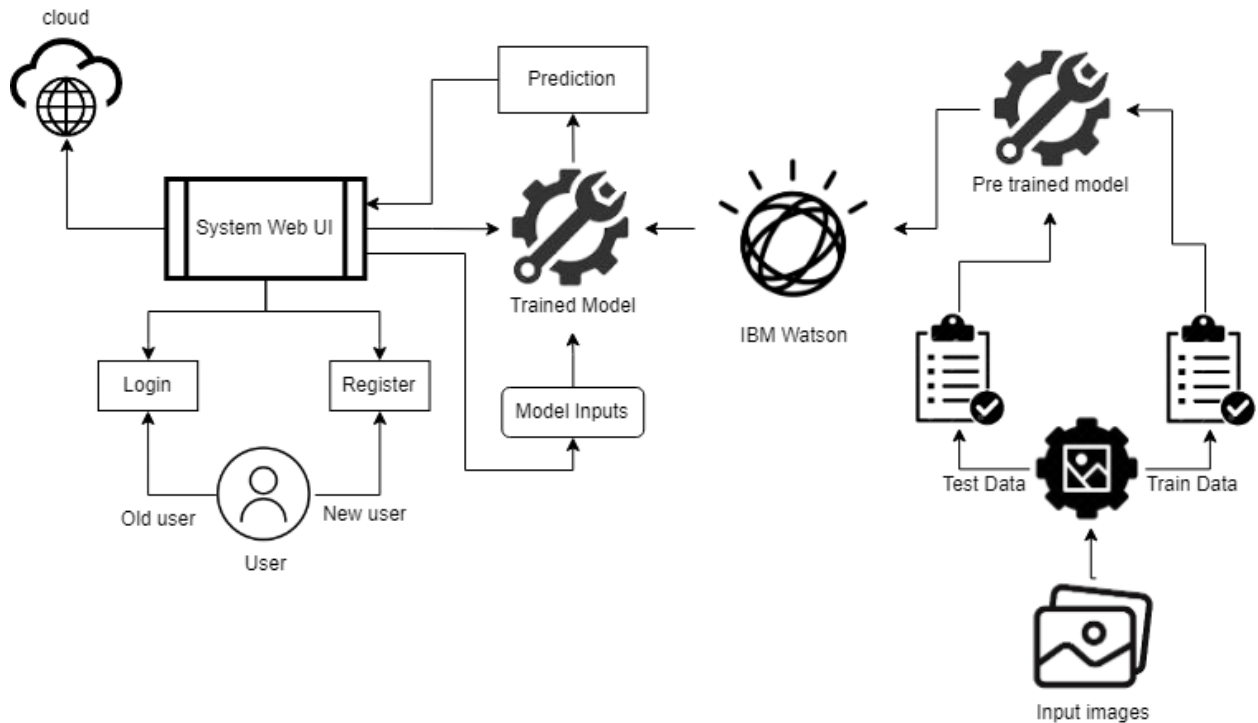 cloud
Prediction
Pre trained model
System Web UI
Trained Model
IBM Watson
Login
Register
Model Inputs
Test Data
Train Data
Old user
New user
User
Input images